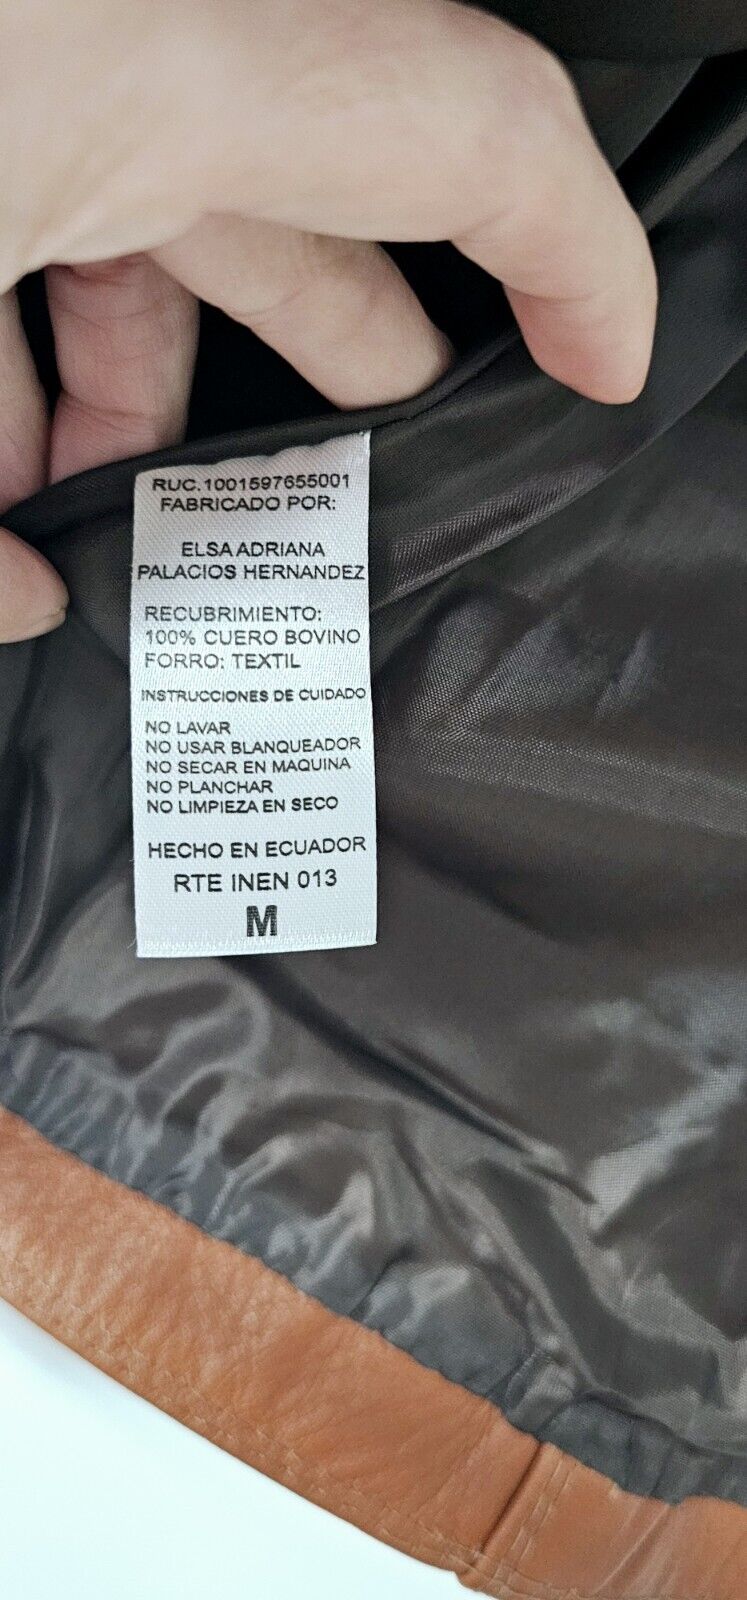 RUC.1001597655001
FABRICADO POR:
ELSA ADRIANA
PALACIOS HERNANDEZ
RECUBRIMIENTO:
100% CUERO BOVINO
FORRO: TEXTIL
INSTRUCCIONES DE CUIDADO
NO LAVAR
NO USAR BLANQUEADOR
NO SECAR EN MAQUINA
NO PLANCHAR
NO LIMPIEZA EN SECO
HECHO EN ECUADOR
RTE INEN 013
M